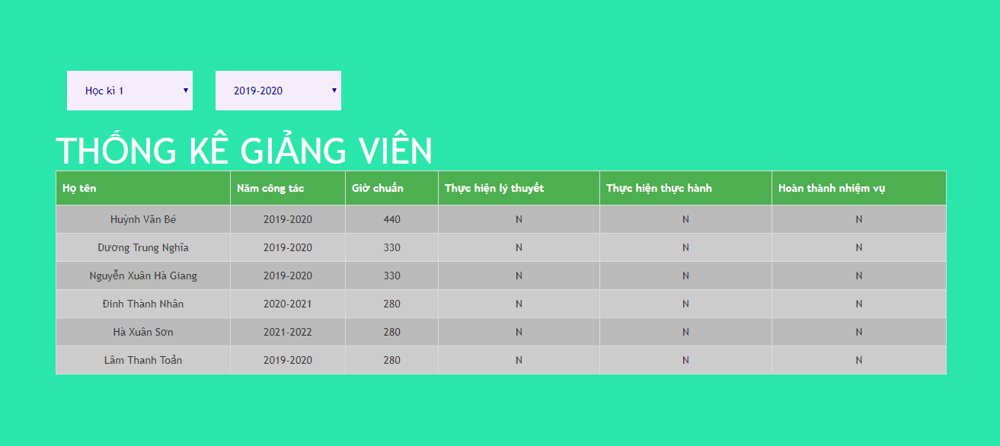 Học kì 1 2019-2020
THỐNG KÊ GIẢNG VIÊN
Họ tên Năm công tác Giờ chuẩn Thực hiện lý thuyết Thực hiện thực hành Hoàn thành nhiệm vụ
Huỳnh Văn Bé 2019-2020 440 N N N
Dương Trung Nghĩa 2019-2020 330 N N N
Nguyễn Xuân Hà Giang 2019-2020 330 N N N
Đinh Thành Nhân 2020-2021 280 N N N
Hà Xuân Sơn 2021-2022 280 N N N
Lâm Thanh Toản 2019-2020 280 N N N